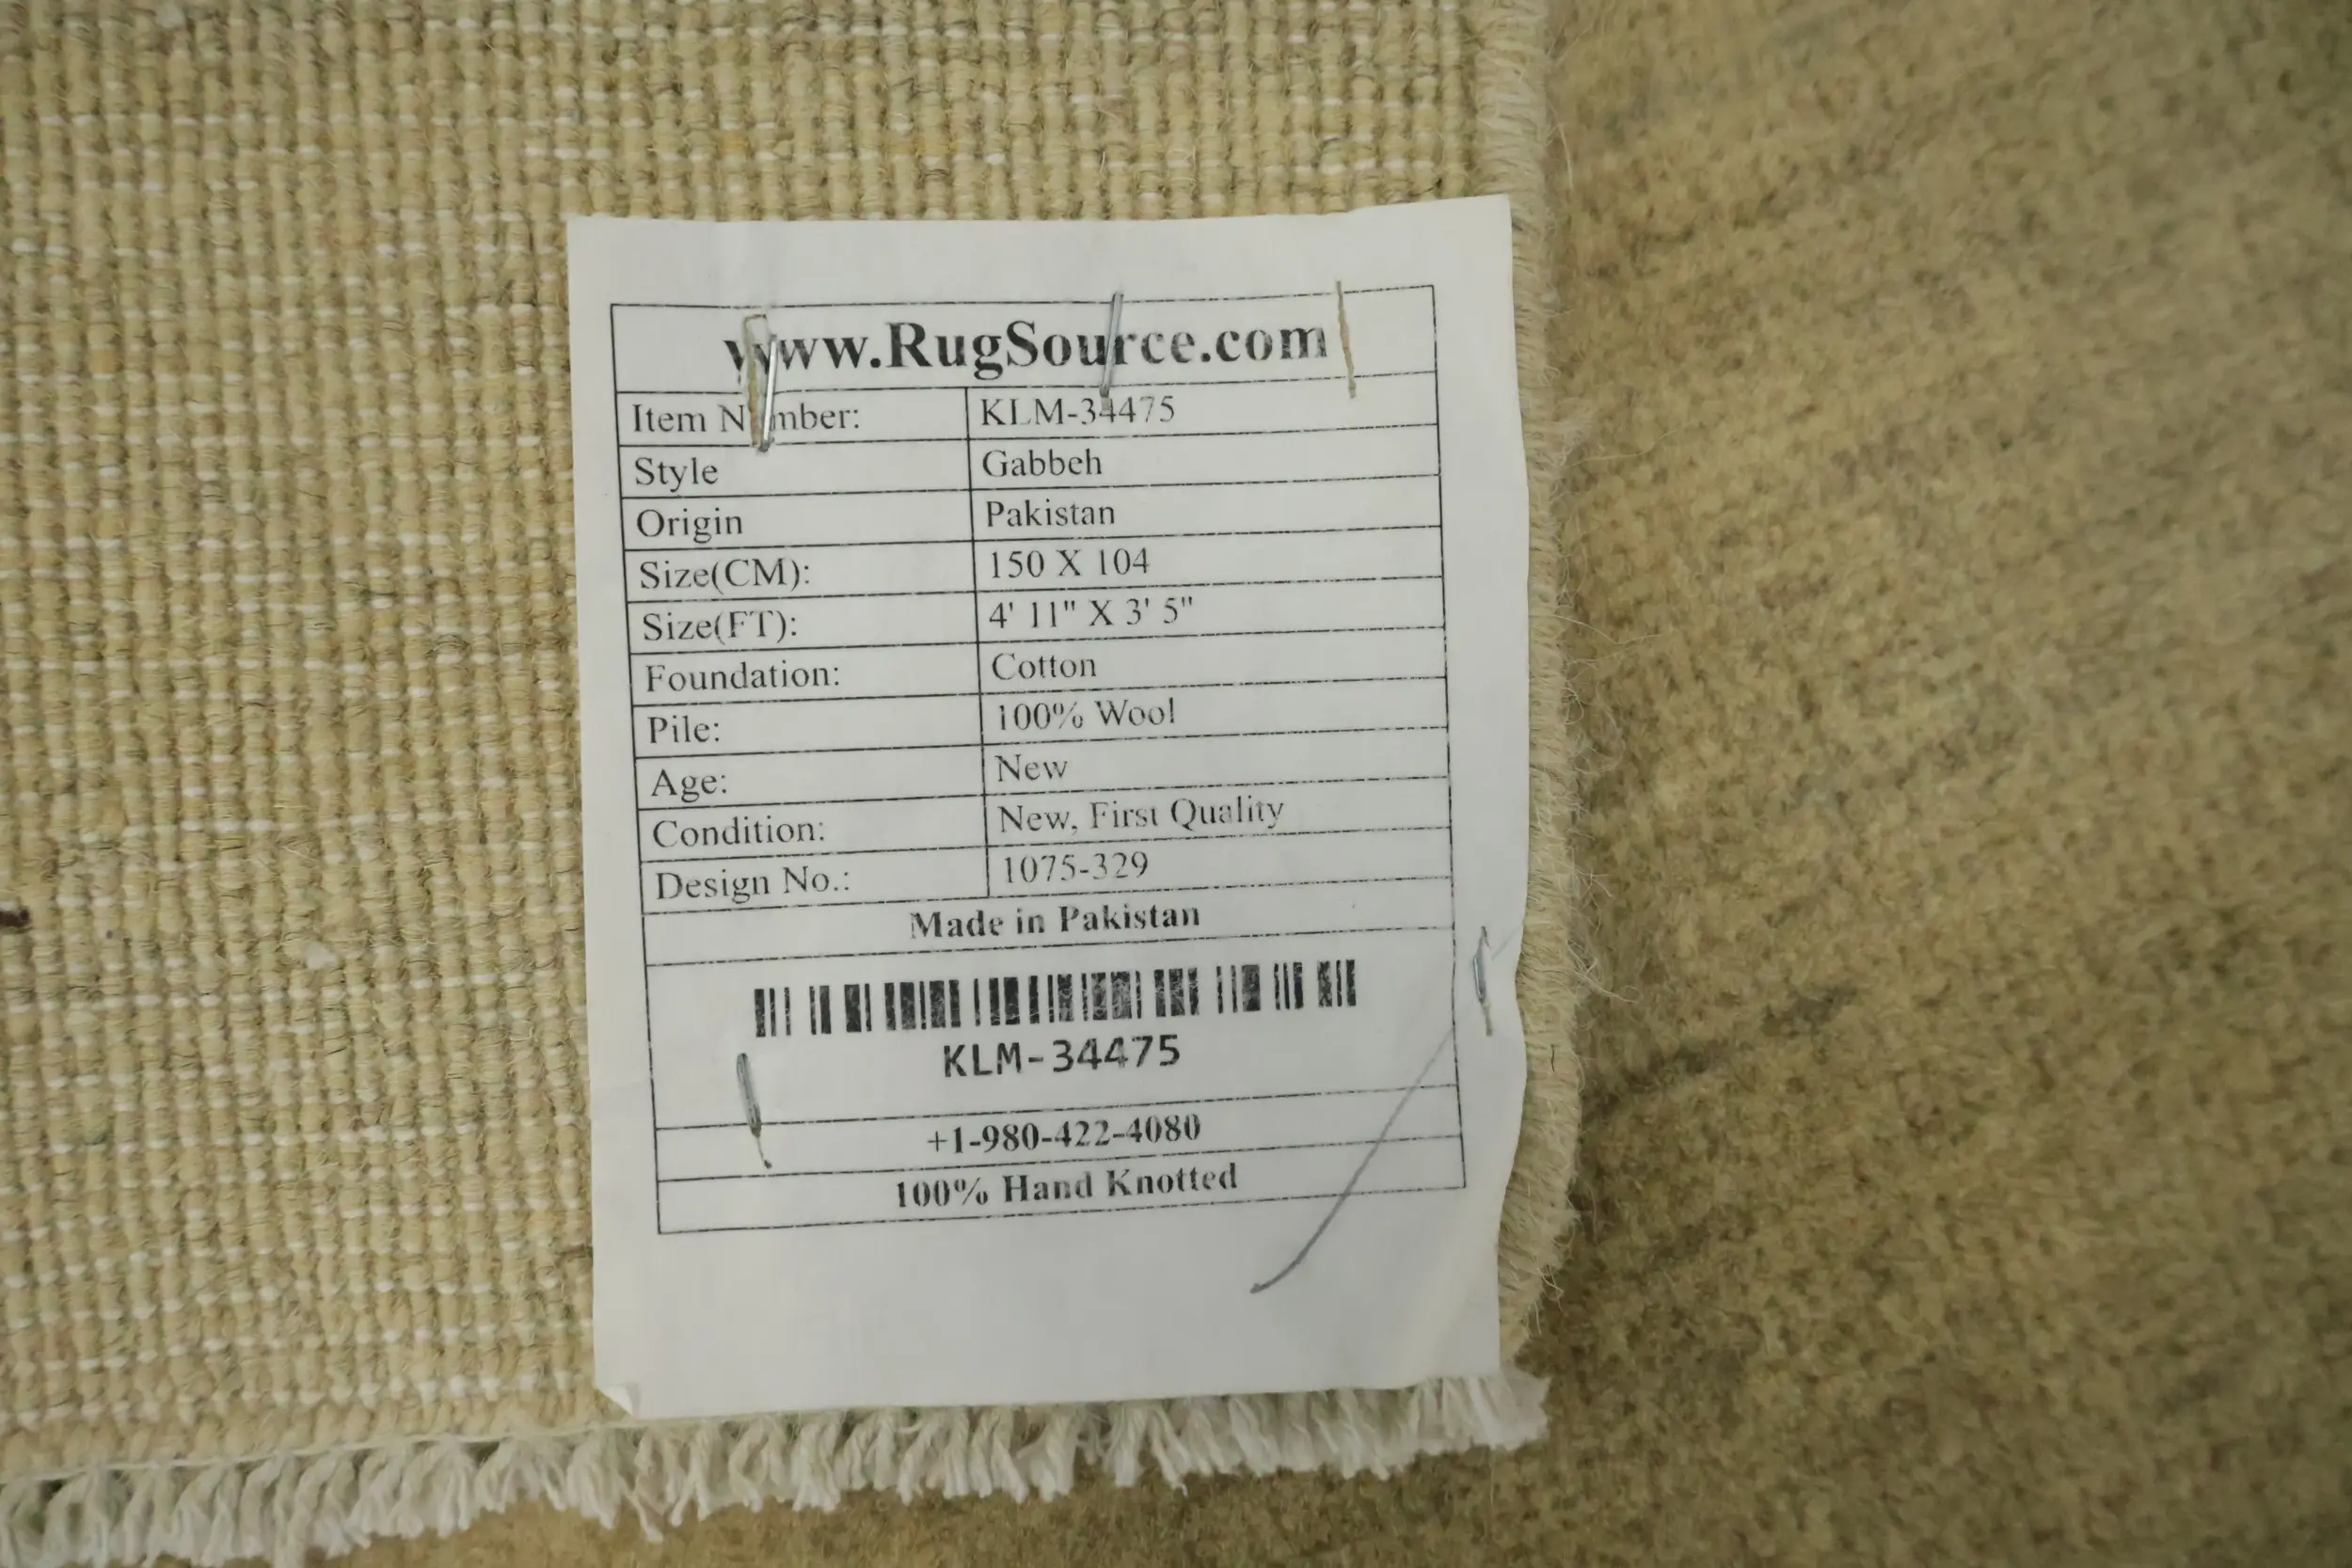 www.RugSource.com
Item Number: KLM-34475
Style Gabbeh
Origin Pakistan
Size(CM): 150 X 104
Size(FT): 4' 11" X 3' 5"
Foundation: Cotton
Pile: 100% Wool
Age: New
Condition: New, First Quality
Design No.: 1075-329
Made in Pakistan
KLM-34475
+1-980-422-4080
100% Hand Knotted